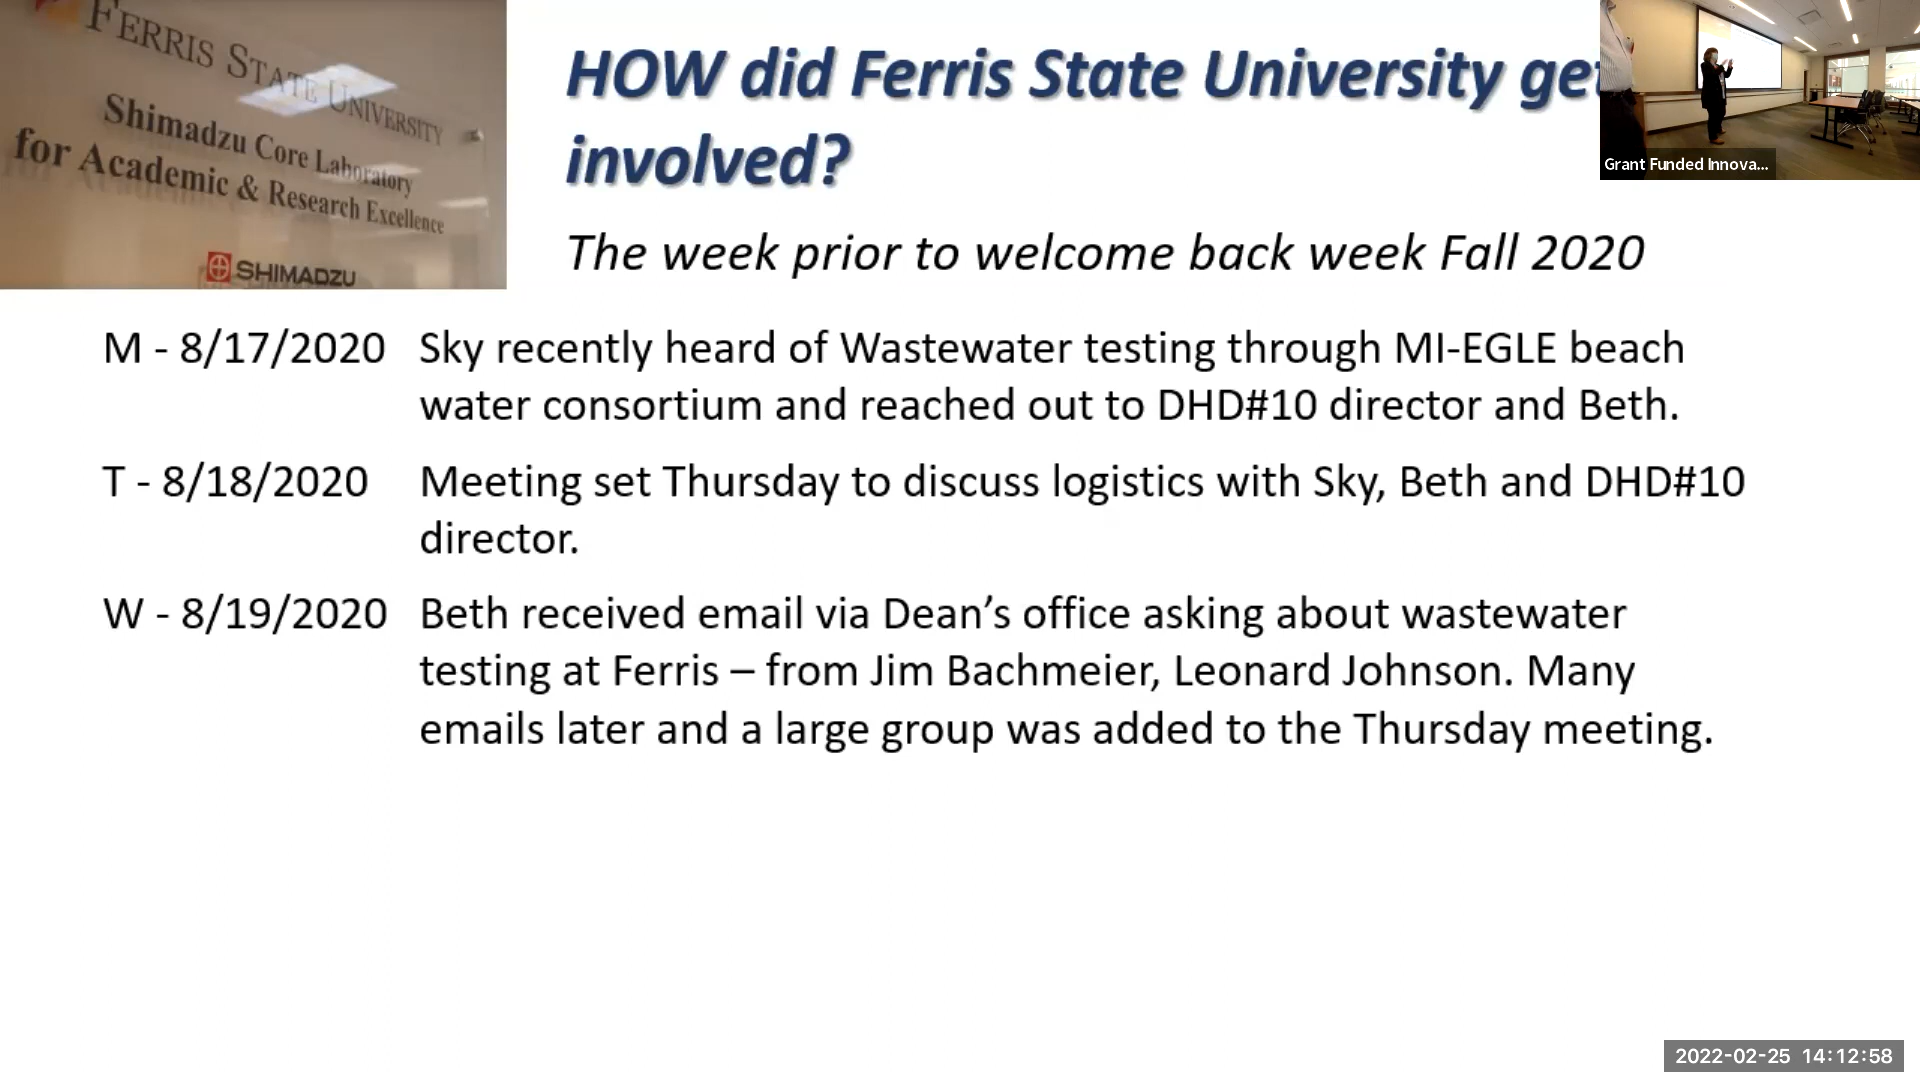 FERRIS STATE UNIVERSITY
Shimadzu Core Laboratory
for Academic & Research Excellence
SHIMADZU
HOW did Ferris State University get
involved?
The week prior to welcome back week Fall 2020
Grant Funded Innova...
M - 8/17/2020 Sky recently heard of Wastewater testing through MI-EGLE beach
water consortium and reached out to DHD#10 director and Beth.
T - 8/18/2020 Meeting set Thursday to discuss logistics with Sky, Beth and DHD#10
director.
W - 8/19/2020 Beth received email via Dean’s office asking about wastewater
testing at Ferris – from Jim Bachmeier, Leonard Johnson. Many
emails later and a large group was added to the Thursday meeting.
2022-02-25 14:12:58